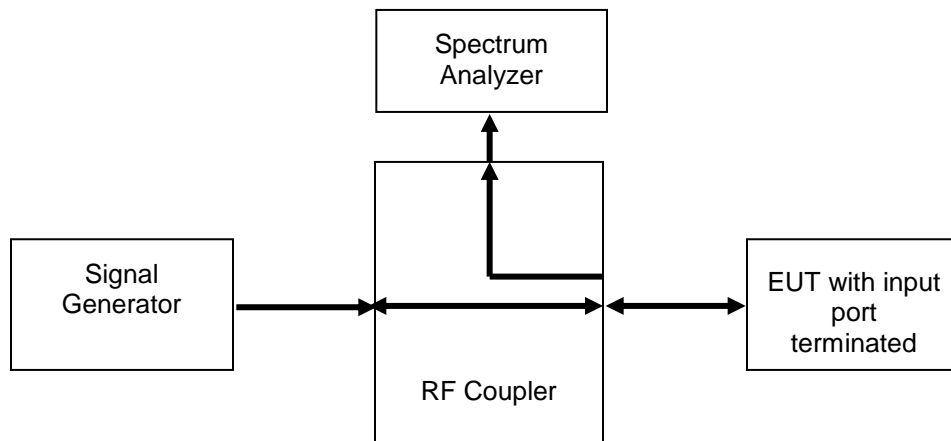 Spectrum
Analyzer
Signal
Generator
EUT with input
port
terminated
RF Coupler